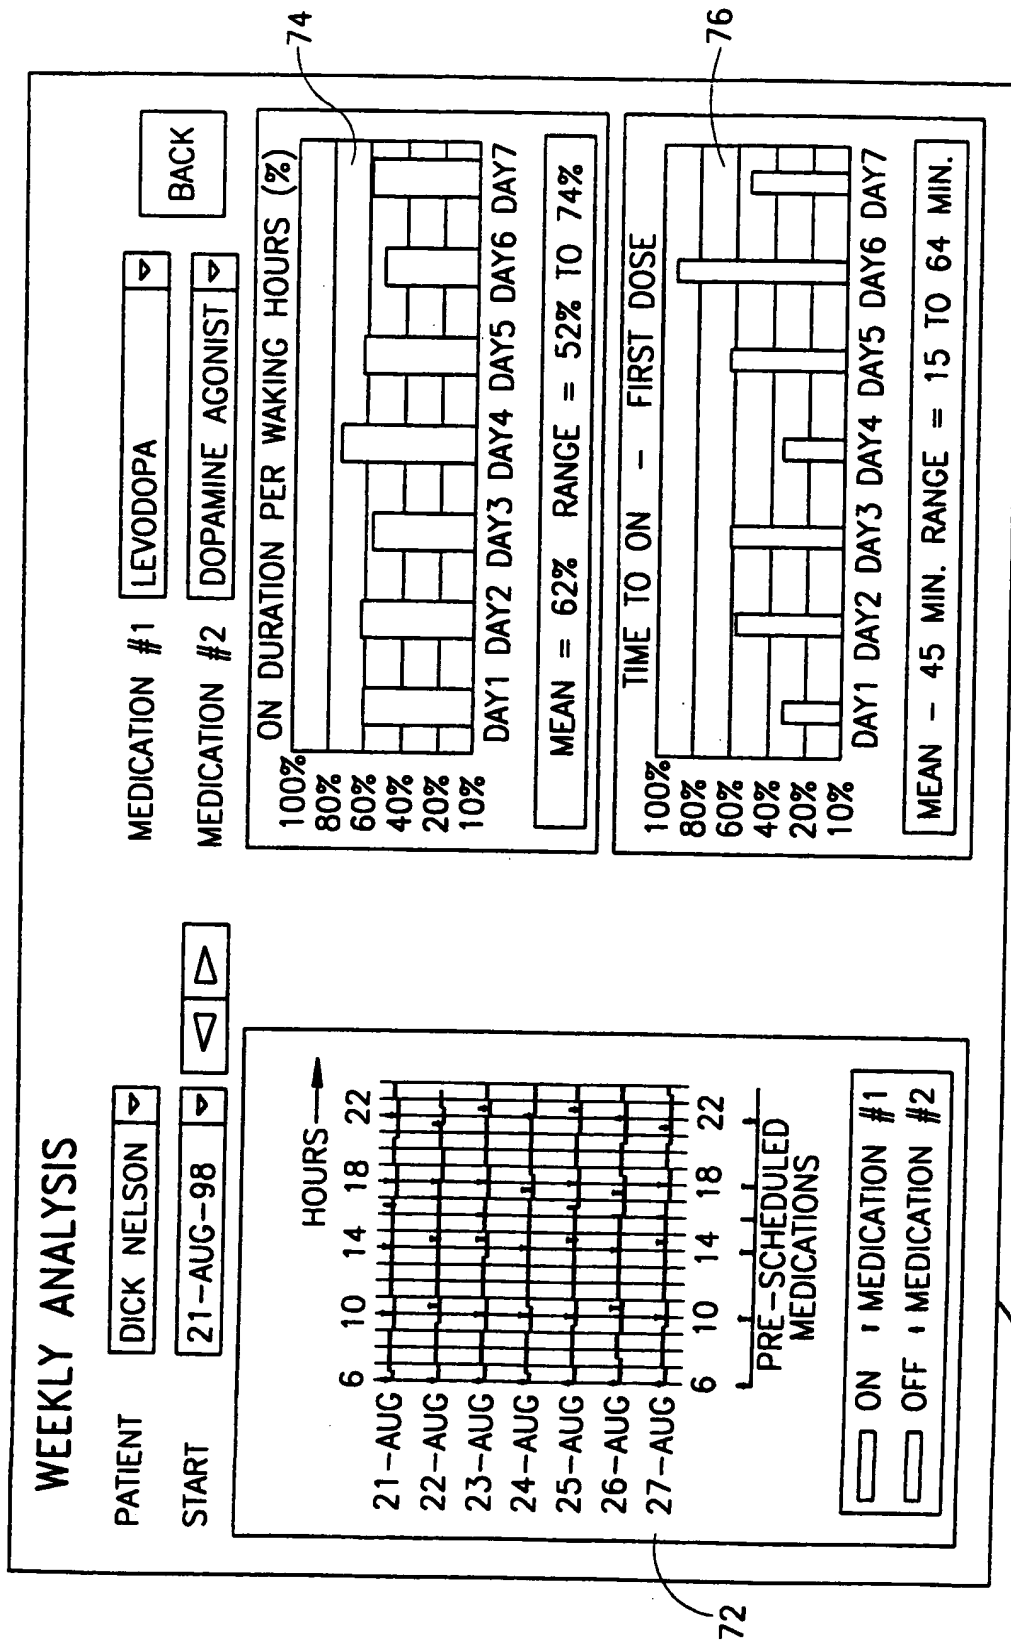 WEEKLY ANALYSIS
PATIENT DICK NELSON
START 21-AUG-98
MEDICATION #1 LEVODOPA
MEDICATION #2 DOPAMINE AGONIST
BACK
HOURS
6 10 14 18 22
21-AUG
22-AUG
23-AUG
24-AUG
25-AUG
26-AUG
27-AUG
6 10 14 18 22
PRE-SCHEDULED
MEDICATIONS
ON MEDICATION #1
OFF MEDICATION #2
72
ON DURATION PER WAKING HOURS (%)
100%
80%
60%
40%
20%
10%
DAY1 DAY2 DAY3 DAY4 DAY5 DAY6 DAY7
MEAN = 62% RANGE = 52% TO 74%
74
TIME TO ON - FIRST DOSE
100%
80%
60%
40%
20%
10%
DAY1 DAY2 DAY3 DAY4 DAY5 DAY6 DAY7
MEAN - 45 MIN. RANGE = 15 TO 64 MIN.
76